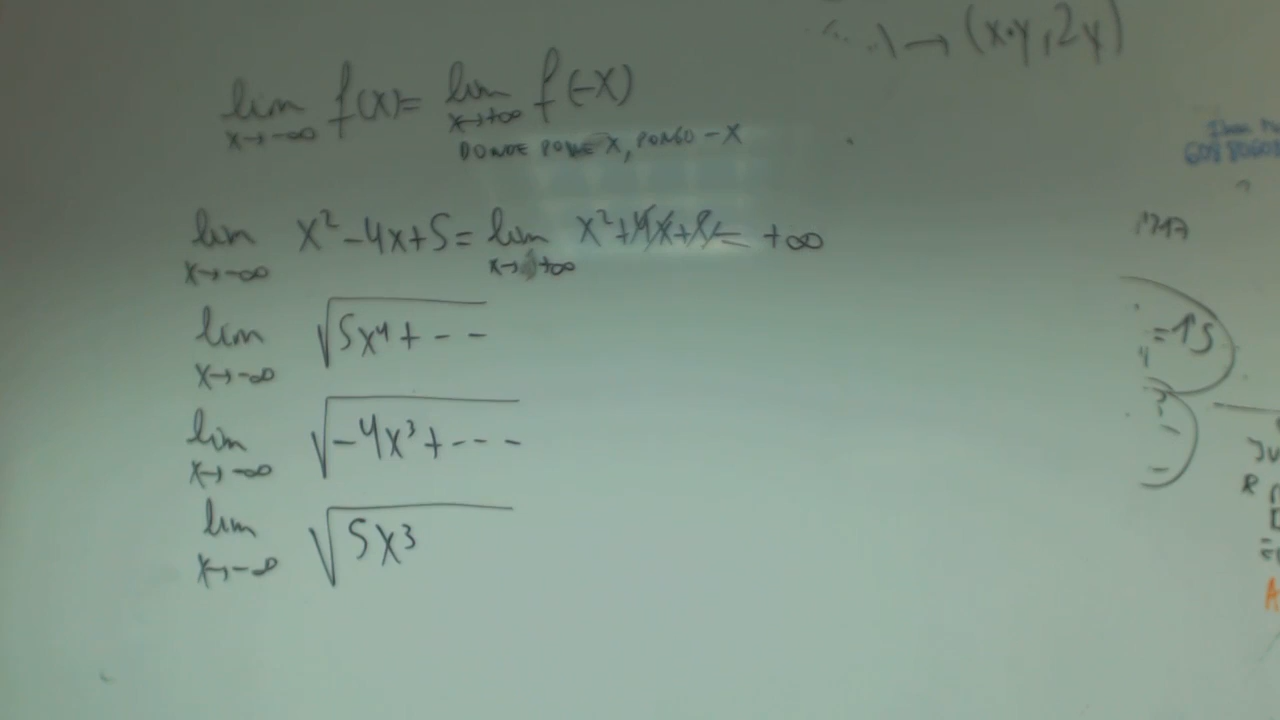 → (x·y, 2y)
lim f(x) = lim f(-x)
x→-∞ x→+∞
DONDE PONE X, PONGO -X
lim x²-4x+5 = lim x²+4x+5 = +∞
x→-∞ x→+∞
lim √5x⁴+---
x→-∞
lim √-4x³+---
x→-∞
lim √5x³
x→-∞
=15